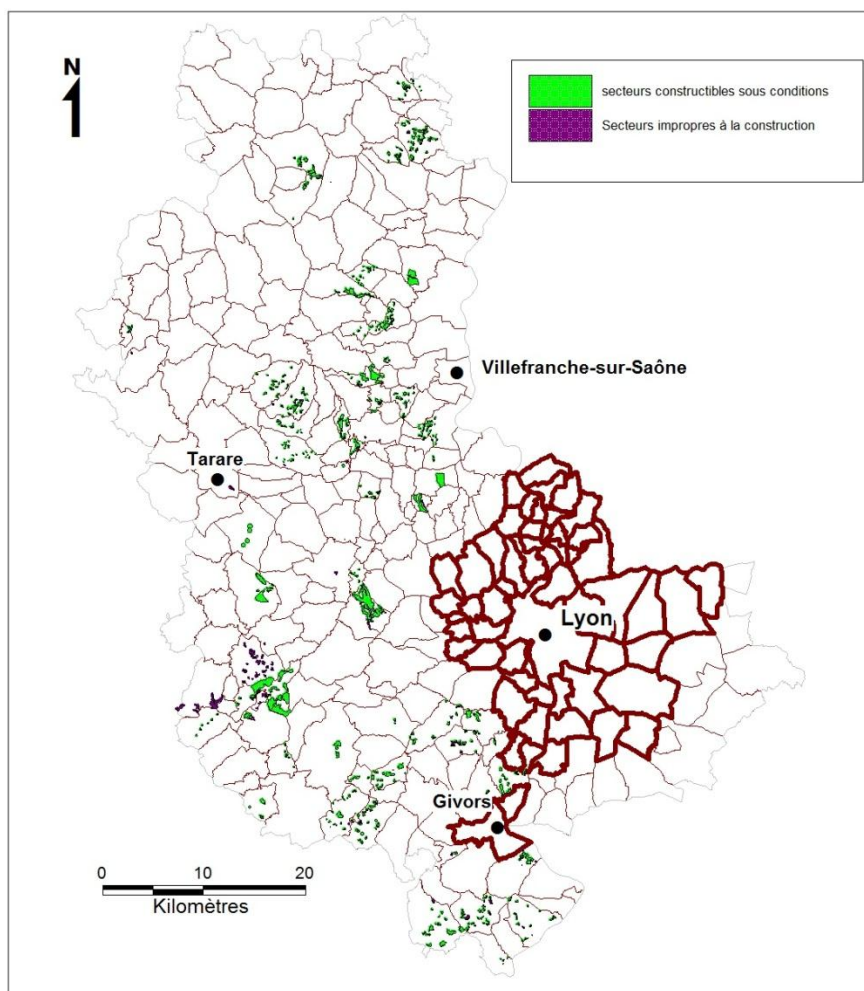 N
secteurs constructibles sous conditions
Secteurs impropres à la construction
Villefranche-sur-Saône
Tarare
Lyon
Givors
0 10 20
Kilomètres